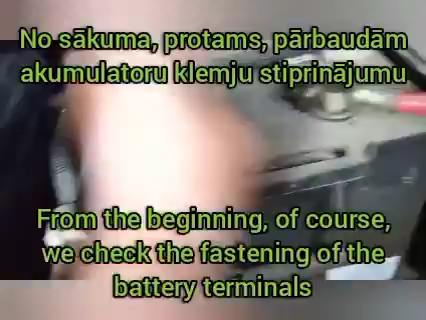 No sākuma, protams, pārbaudām
akumulatoru klemju stiprinājumu
From the beginning, of course,
we check the fastening of the
battery terminals